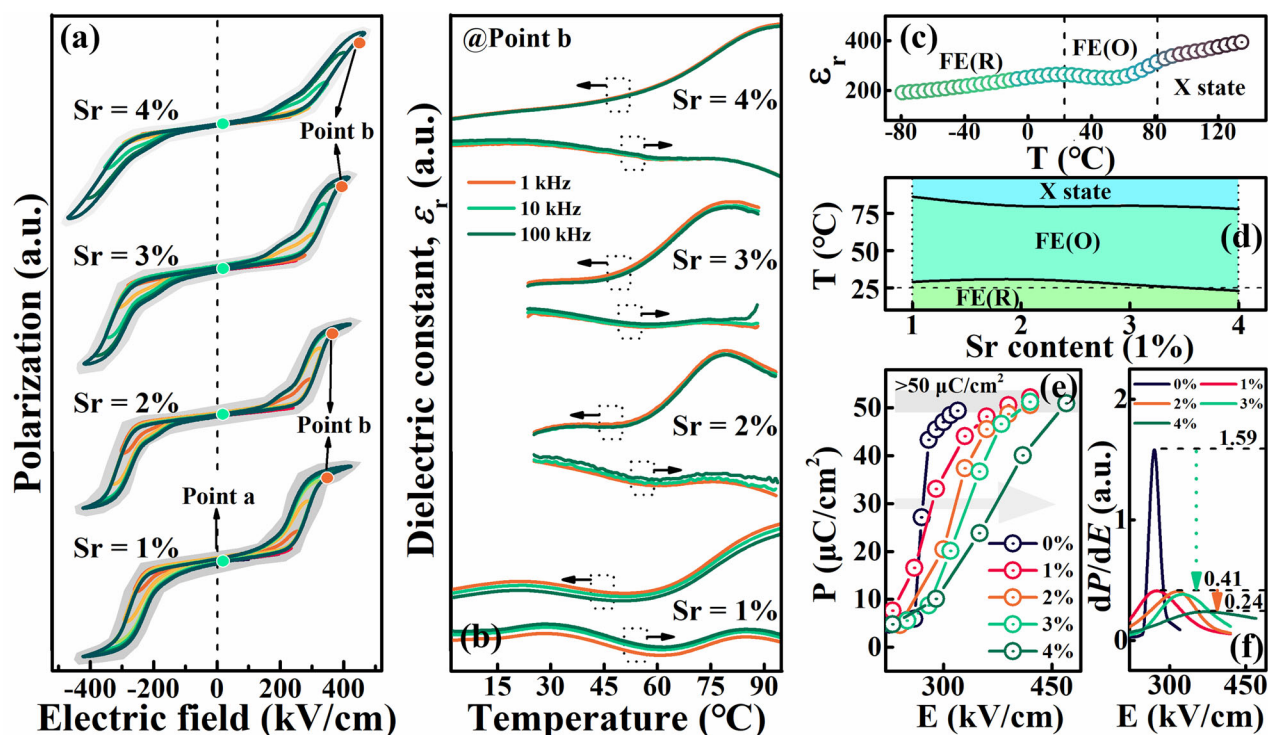 (a)
Sr = 4%
Point b
Sr = 3%
Sr = 2%
Point b
Point a
Sr = 1%
Polarization (a.u.)
-400 -200 0 200 400
Electric field (kV/cm)
@Point b
Sr = 4%
1 kHz
10 kHz
100 kHz
Sr = 3%
Sr = 2%
Sr = 1%
(b)
Dielectric constant, εr (a.u.)
15 30 45 60 75 90
Temperature (°C)
(c)
FE(R)
FE(O)
X state
εr
400
200
-80 -40 0 40 80 120
T (°C)
X state
FE(O)
(d)
FE(R)
T (°C)
75
50
25
1 2 3 4
Sr content (1%)
>50 μC/cm²
(e)
0%
1%
2%
3%
4%
P (μC/cm²)
50
40
30
20
10
0
300 450
E (kV/cm)
0% 1%
2% 3%
4%
1.59
0.41
0.24
(f)
dP/dE (a.u.)
2
1
0
300 450
E (kV/cm)